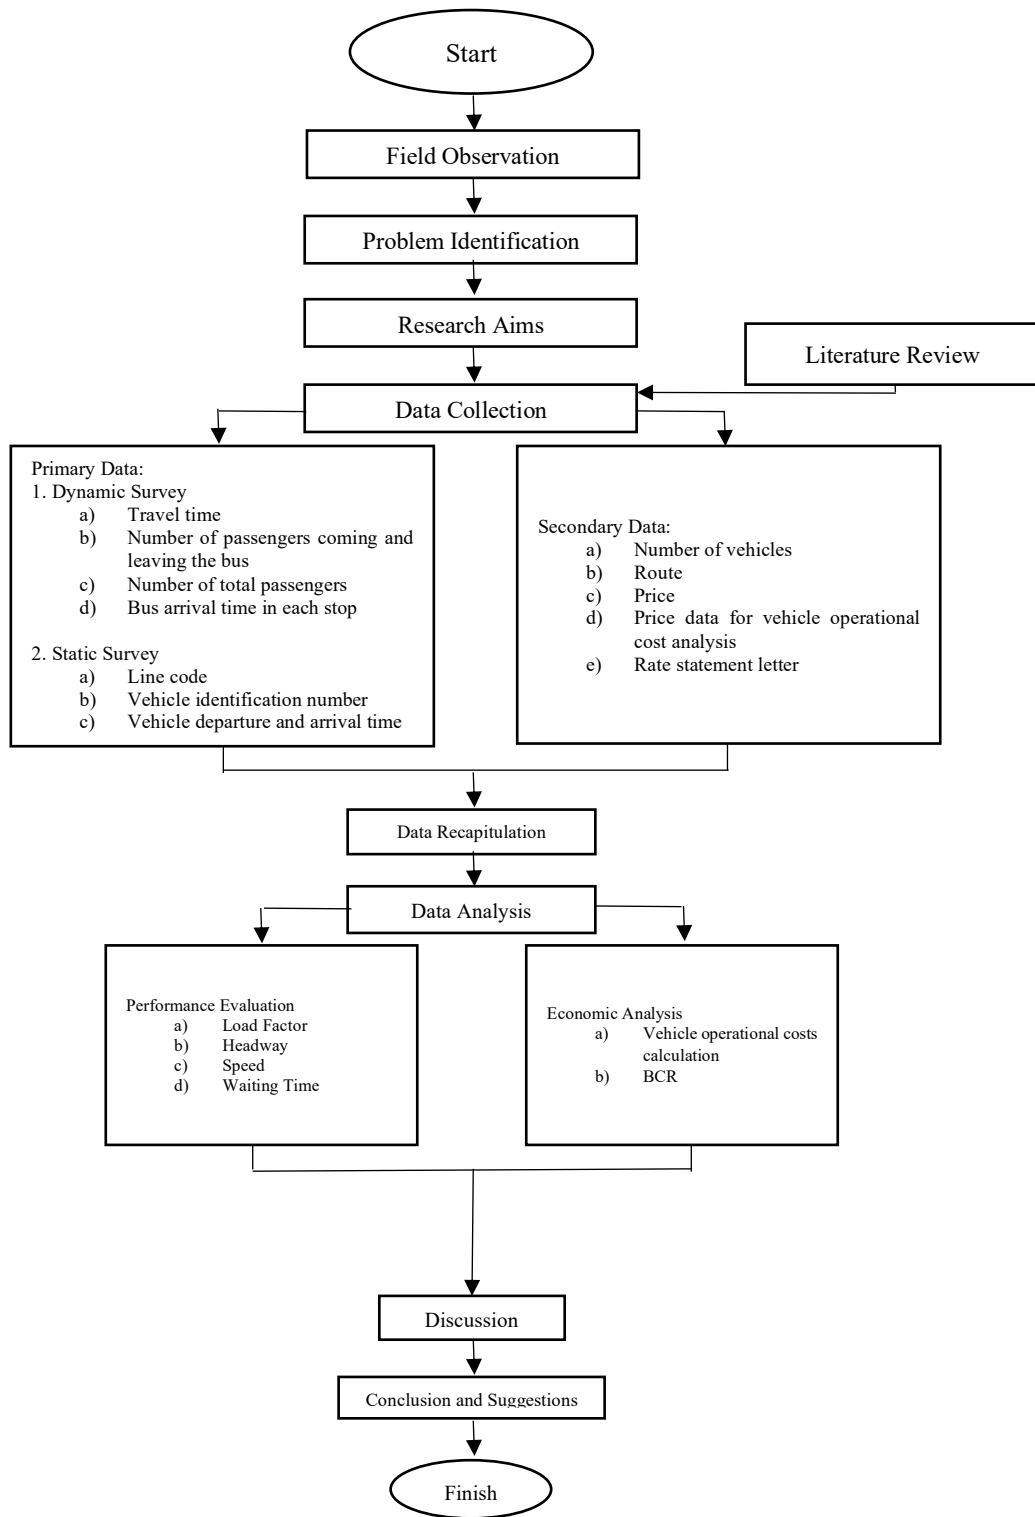 Start
Field Observation
Problem Identification
Research Aims
Literature Review
Data Collection
Primary Data:
1. Dynamic Survey
a) Travel time
b) Number of passengers coming and
leaving the bus
c) Number of total passengers
d) Bus arrival time in each stop
2. Static Survey
a) Line code
b) Vehicle identification number
c) Vehicle departure and arrival time
Secondary Data:
a) Number of vehicles
b) Route
c) Price
d) Price data for vehicle operational
cost analysis
e) Rate statement letter
Data Recapitulation
Data Analysis
Performance Evaluation
a) Load Factor
b) Headway
c) Speed
d) Waiting Time
Economic Analysis
a) Vehicle operational costs
calculation
b) BCR
Discussion
Conclusion and Suggestions
Finish